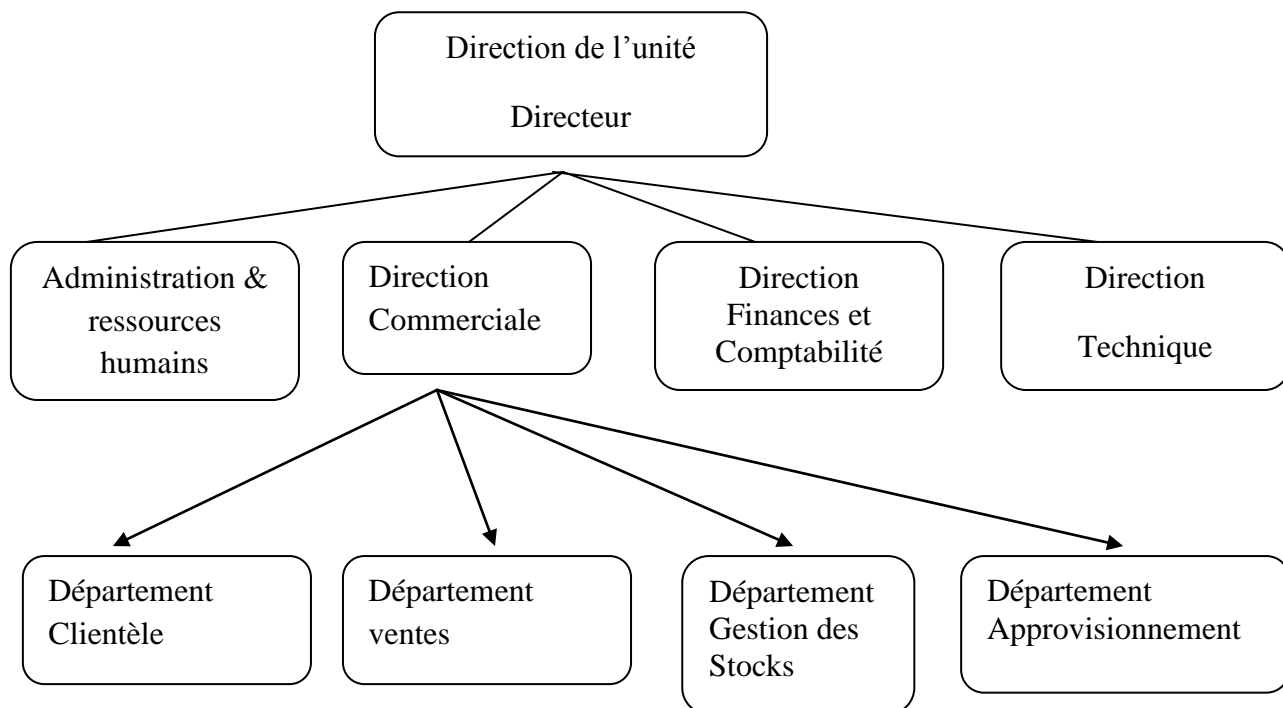 Direction de l’unité
Directeur
Administration &
ressources
humains
Direction
Commerciale
Direction
Finances et
Comptabilité
Direction
Technique
Département
Clientèle
Département
ventes
Département
Gestion des
Stocks
Département
Approvisionnement